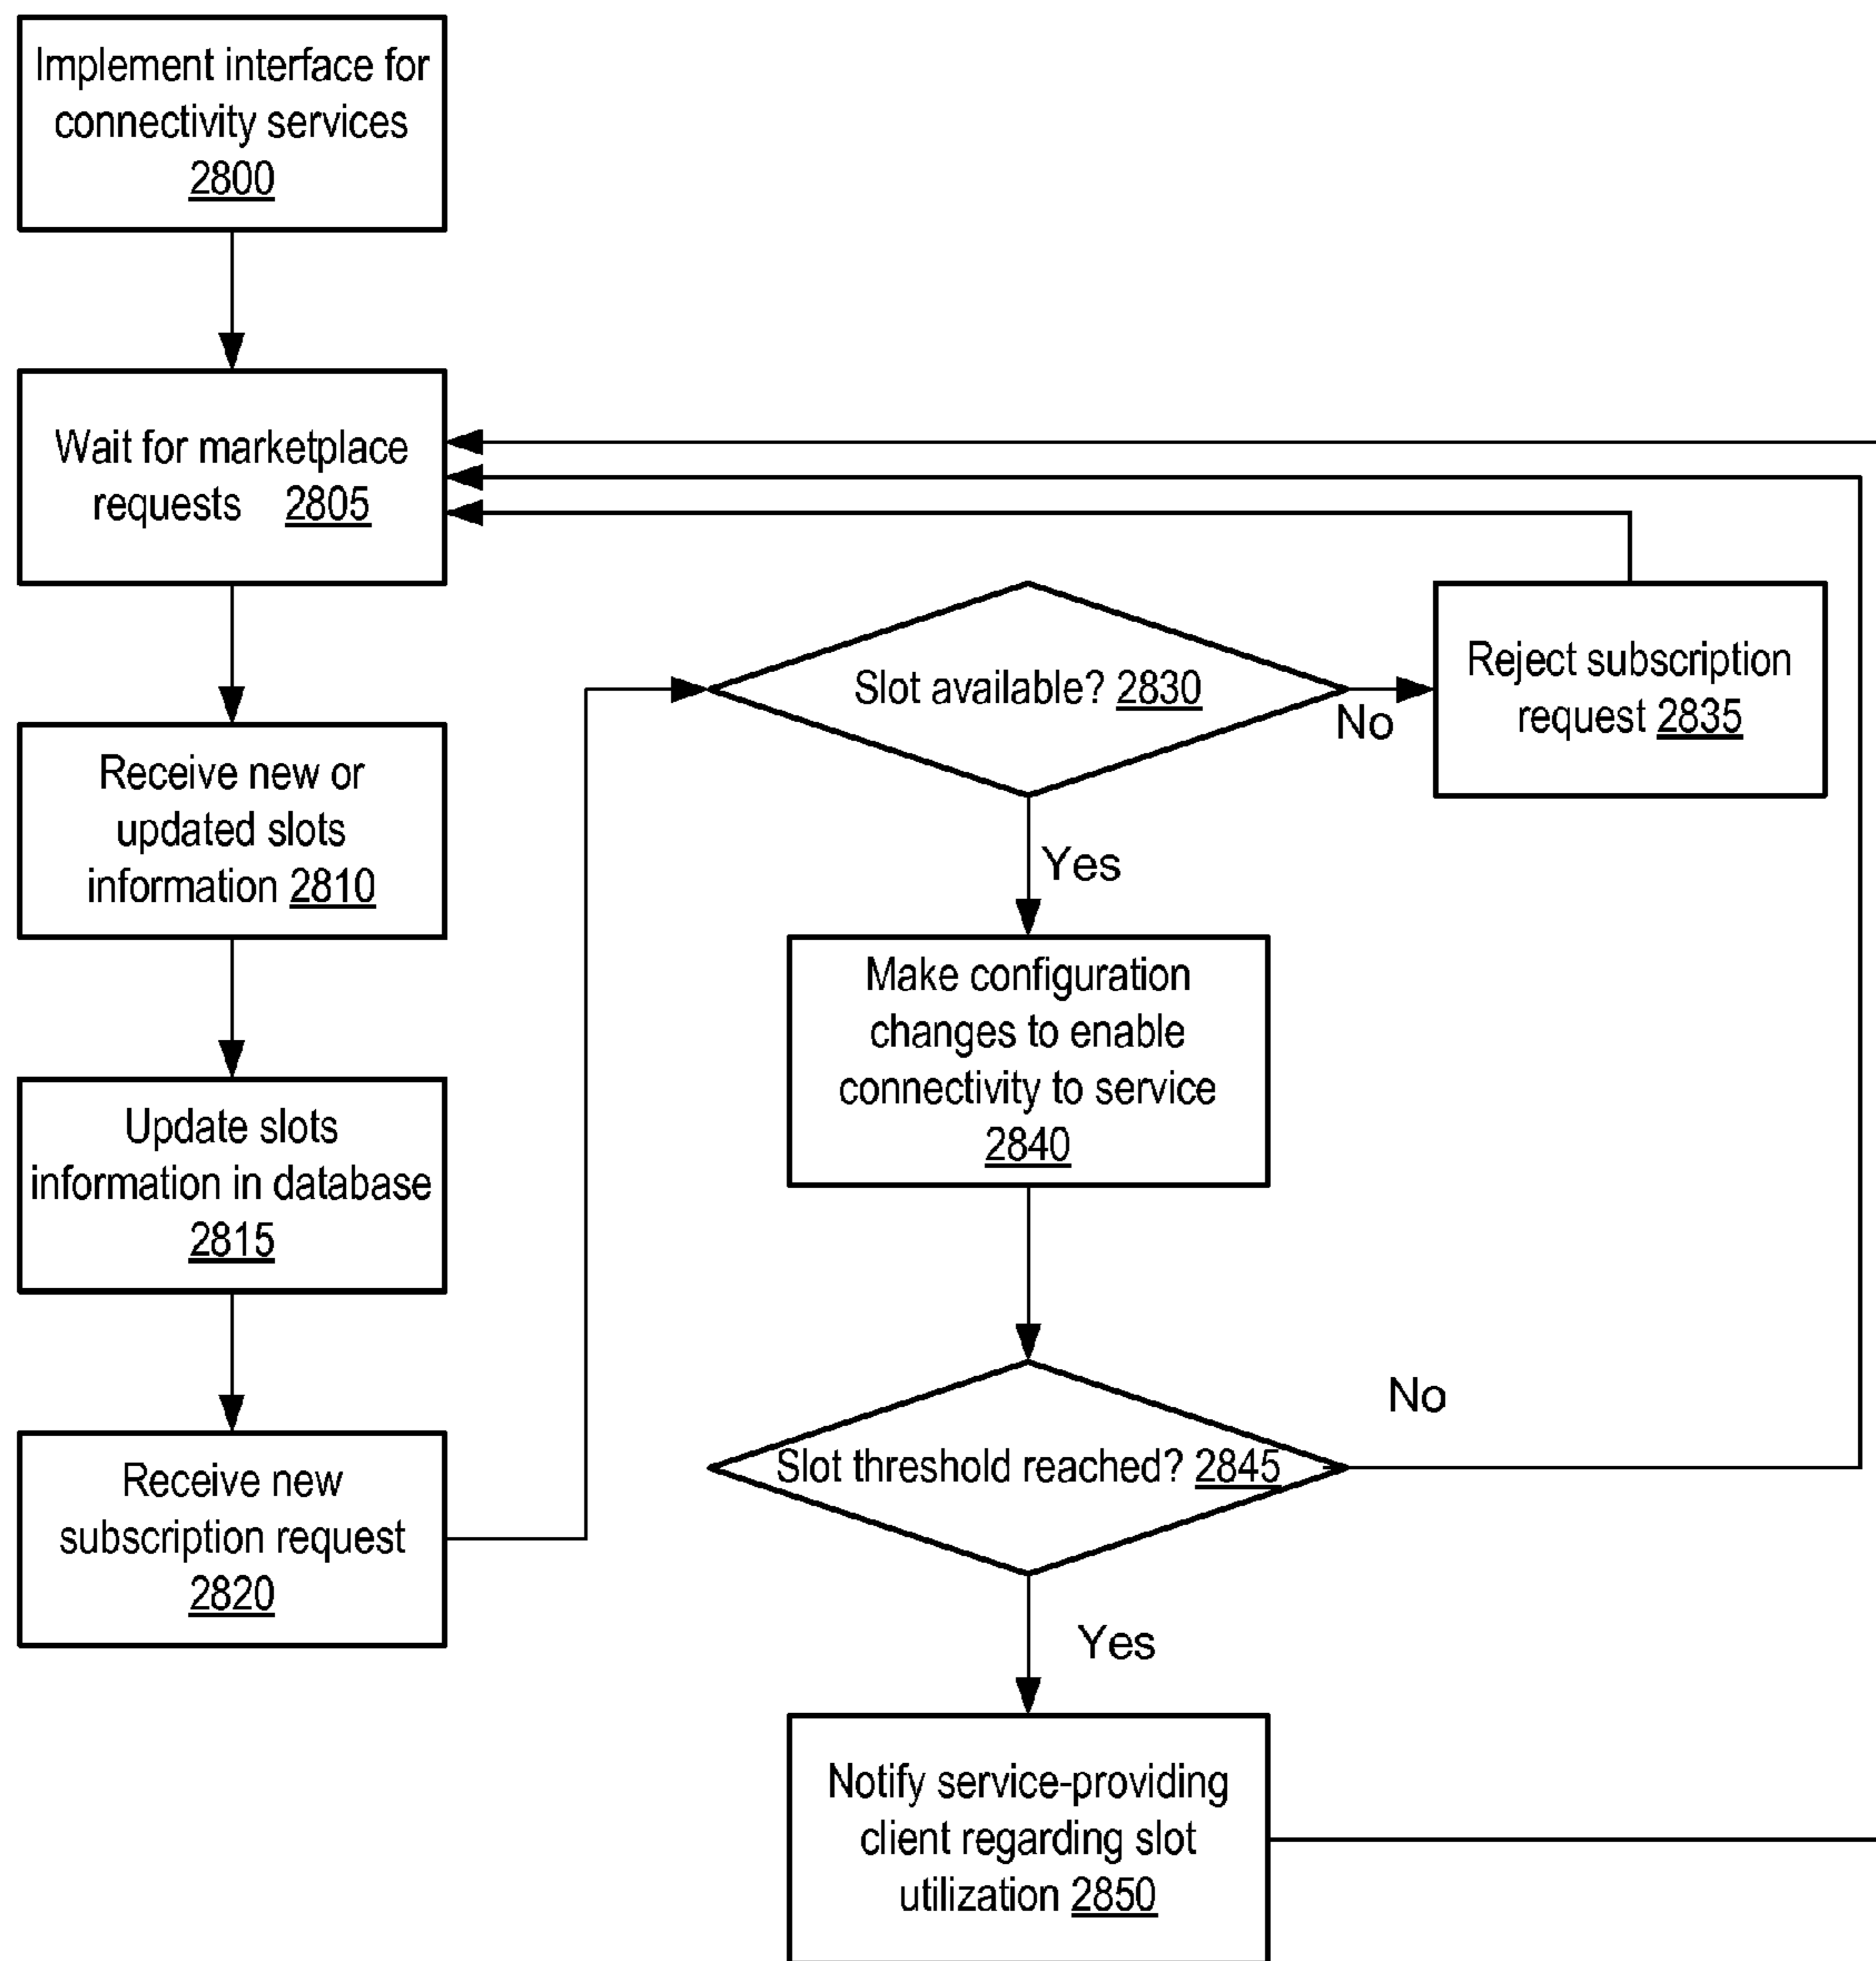 Implement interface for
connectivity services
2800
Wait for marketplace
requests 2805
Receive new or
updated slots
information 2810
Update slots
information in database
2815
Receive new
subscription request
2820
Slot available? 2830
No
Reject subscription
request 2835
Yes
Make configuration
changes to enable
connectivity to service
2840
Slot threshold reached? 2845
No
Yes
Notify service-providing
client regarding slot
utilization 2850